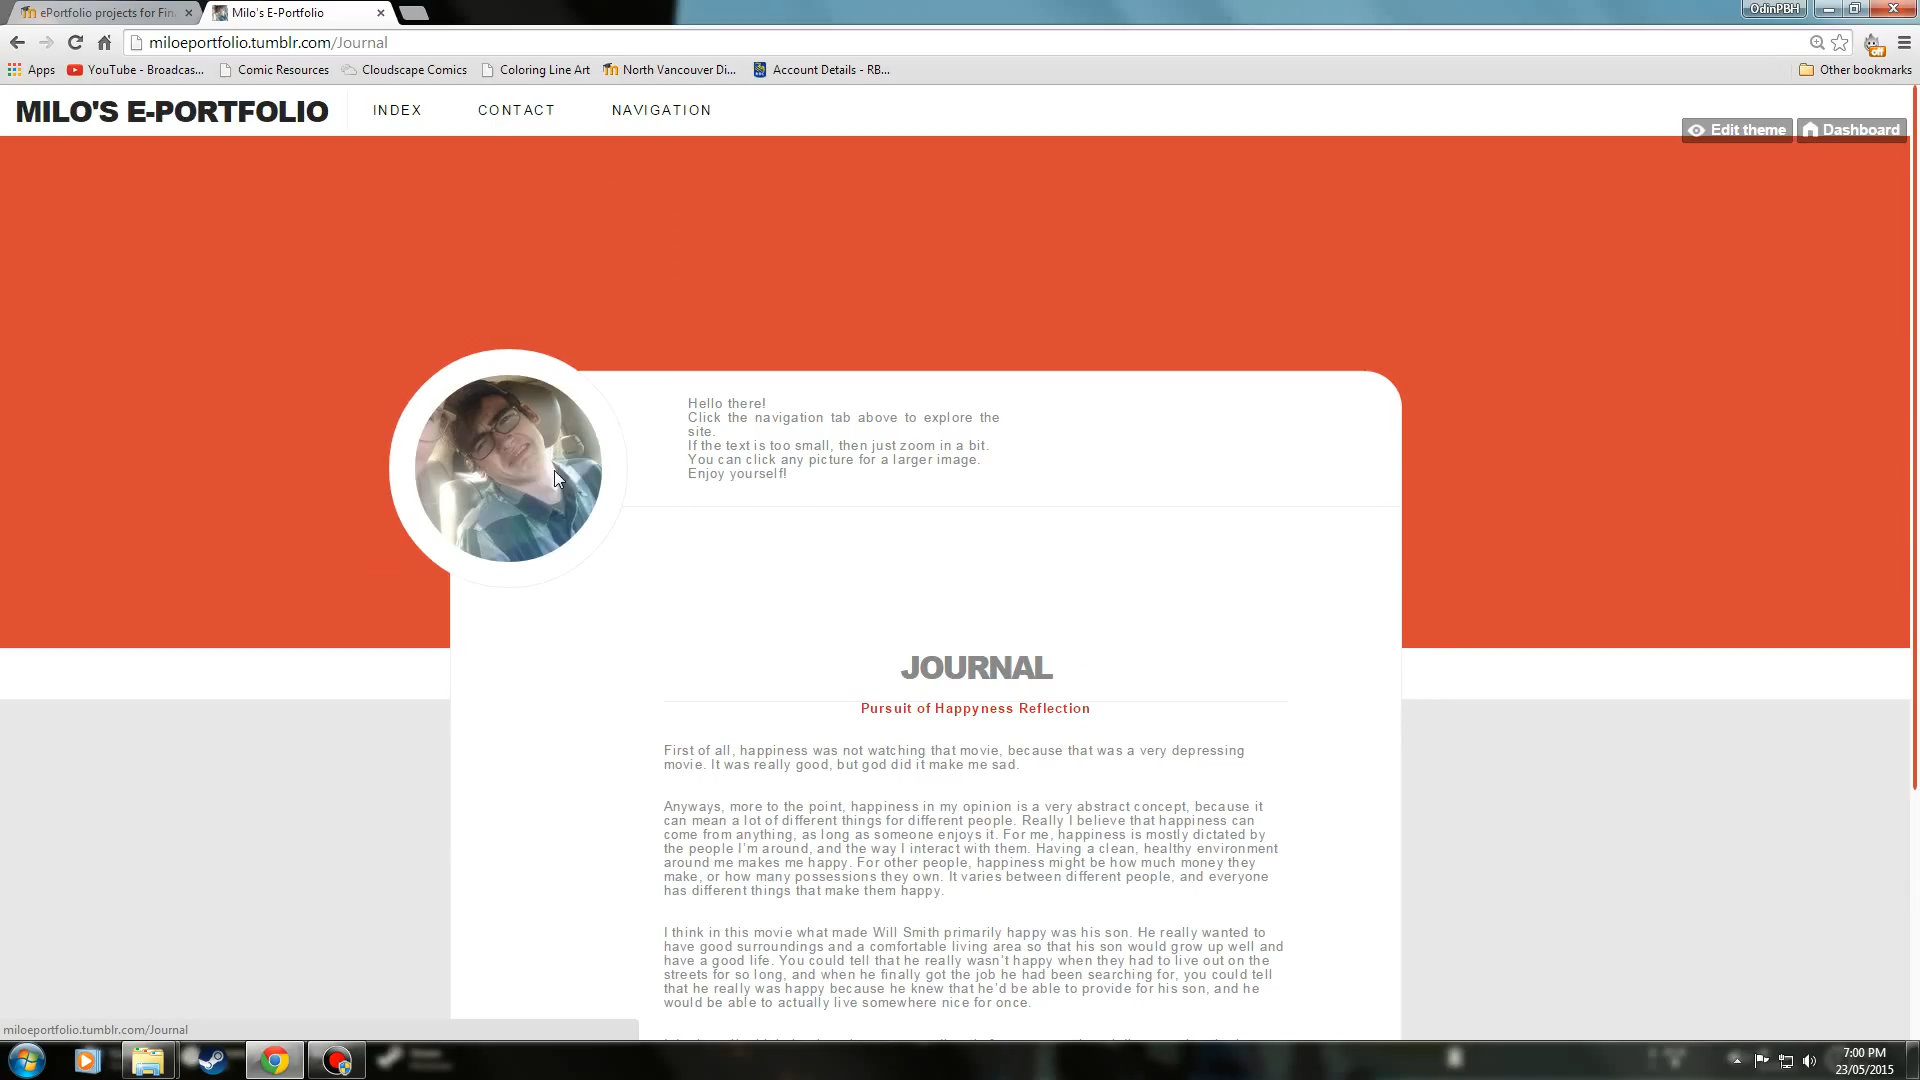 ePortfolio projects for Fin
Milo's E-Portfolio
OdinPBH
miloeportfolio.tumblr.com/Journal
Apps
YouTube - Broadcas...
Comic Resources
Cloudscape Comics
Coloring Line Art
North Vancouver Di...
Account Details - RB...
Other bookmarks
MILO'S E-PORTFOLIO
INDEX
CONTACT
NAVIGATION
Edit theme
Dashboard
Hello there!
Click the navigation tab above to explore the
site.
If the text is too small, then just zoom in a bit.
You can click any picture for a larger image.
Enjoy yourself!
JOURNAL
Pursuit of Happyness Reflection
First of all, happiness was not watching that movie, because that was a very depressing
movie. It was really good, but god did it make me sad.
Anyways, more to the point, happiness in my opinion is a very abstract concept, because it
can mean a lot of different things for different people. Really I believe that happiness can
come from anything, as long as someone enjoys it. For me, happiness is mostly dictated by
the people I'm around, and the way I interact with them. Having a clean, healthy environment
around me makes me happy. For other people, happiness might be how much money they
make, or how many possessions they own. It varies between different people, and everyone
has different things that make them happy.
I think in this movie what made Will Smith primarily happy was his son. He really wanted to
have good surroundings and a comfortable living area so that his son would grow up well and
have a good life. You could tell that he really wasn't happy when they had to live out on the
streets for so long, and when he finally got the job he had been searching for, you could tell
that he really was happy because he knew that he'd be able to provide for his son, and he
would be able to actually live somewhere nice for once.
miloeportfolio.tumblr.com/Journal
7:00 PM
23/05/2015